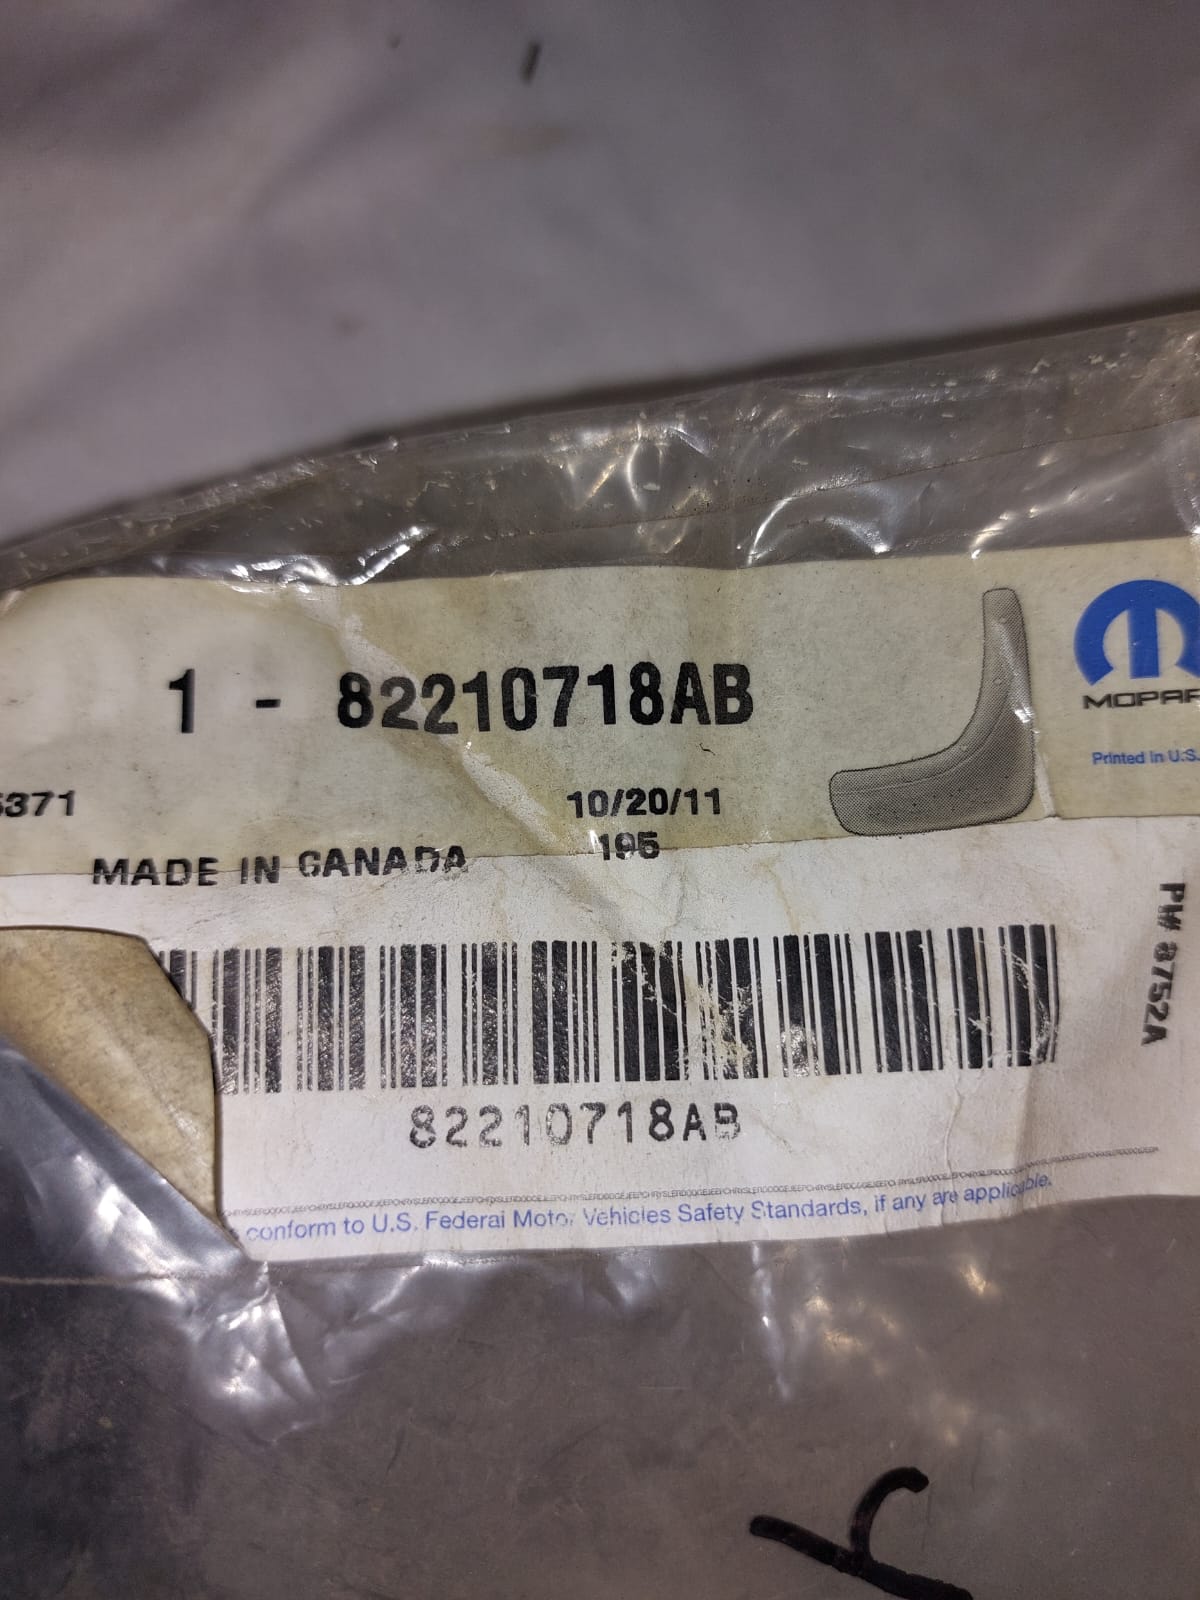 1 - 82210718AB
MOPAR
Printed in U.S.
5371
10/20/11
195
MADE IN CANADA
PW# 8752A
82210718AB
conform to U.S. Federal Motor Vehicles Safety Standards, if any are applicable.